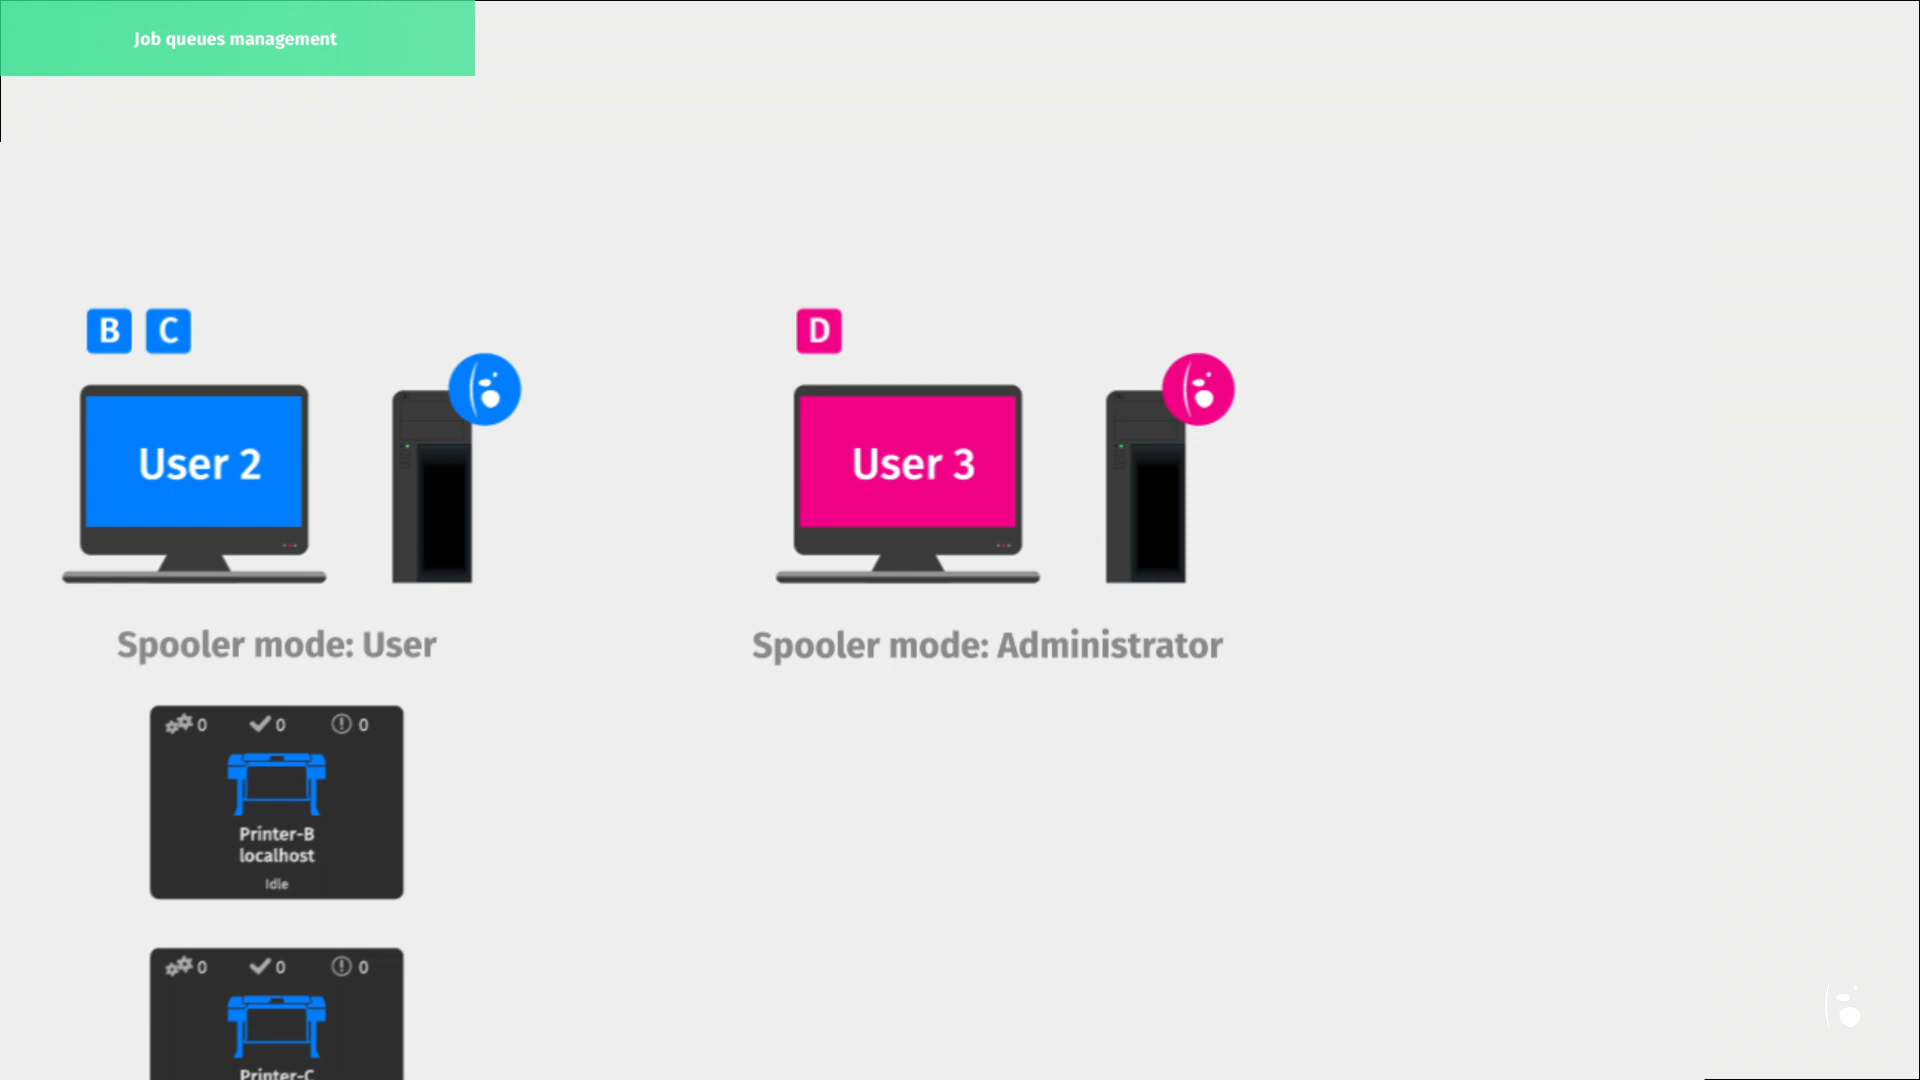 Job queues management
B C
D
User 2
User 3
Spooler mode: User
Spooler mode: Administrator
0 0 0
Printer-B
localhost
Idle
0 0 0
Printer-C